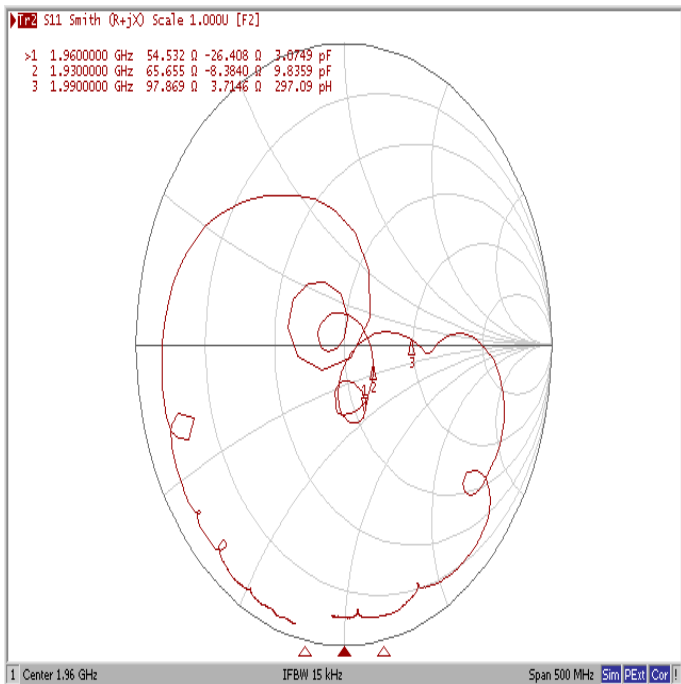 Tr2 S11 Smith (R+jX) Scale 1.000U [F2]
>1 1.9600000 GHz 54.532 Ω -26.408 Ω 3.0749 pF
2 1.9300000 GHz 65.655 Ω -8.3840 Ω 9.8359 pF
3 1.9900000 GHz 97.869 Ω 3.7146 Ω 297.09 pH
3
2
1
1 Center 1.96 GHz IFBW 15 kHz Span 500 MHz Sim PExt Cor !